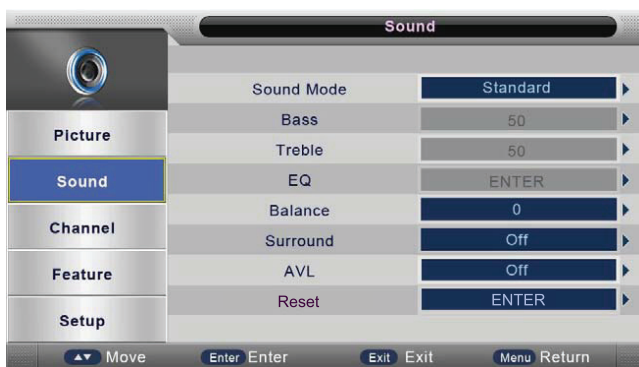 Sound
Sound Mode Standard
Bass 50
Picture
Treble 50
Sound
EQ ENTER
Balance 0
Channel
Surround Off
Feature
AVL Off
Reset ENTER
Setup
Move Enter Enter Exit Exit Menu Return